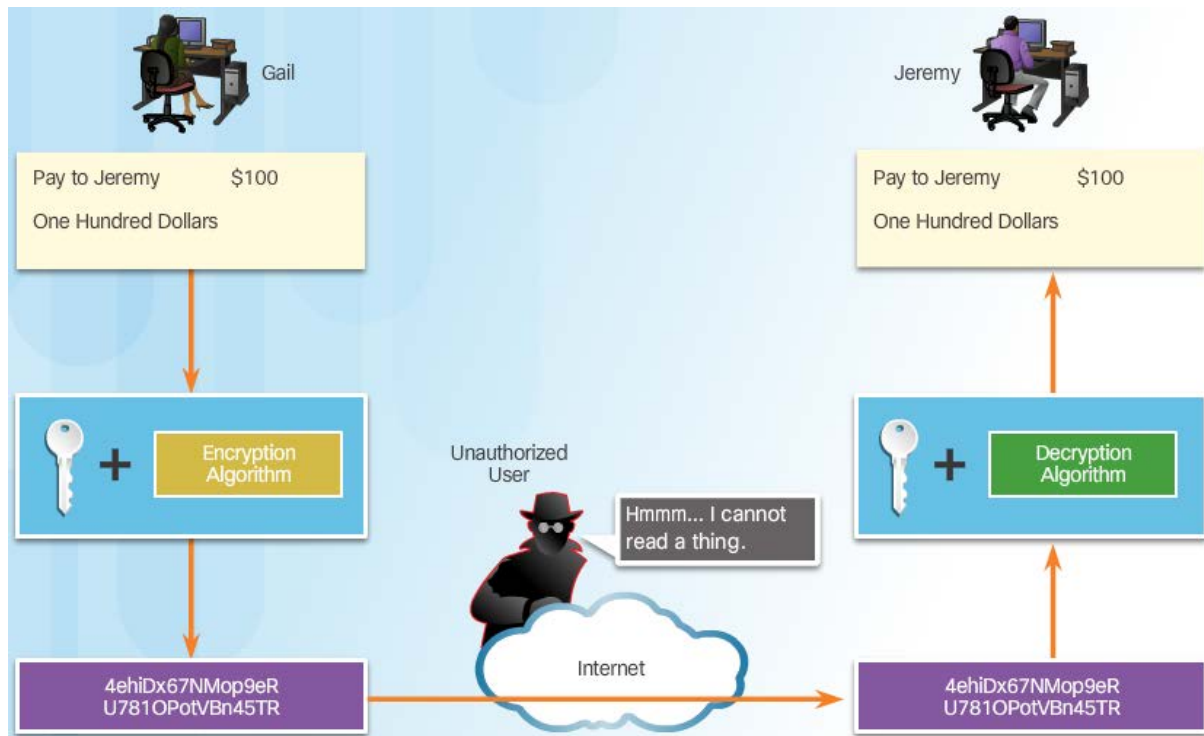 Gail
Jeremy
Pay to Jeremy $100
One Hundred Dollars
Pay to Jeremy $100
One Hundred Dollars
Encryption
Algorithm
Unauthorized
User
Hmmm... I cannot
read a thing.
Decryption
Algorithm
Internet
4ehiDx67NMop9eR
U781OPotVBn45TR
4ehiDx67NMop9eR
U781OPotVBn45TR